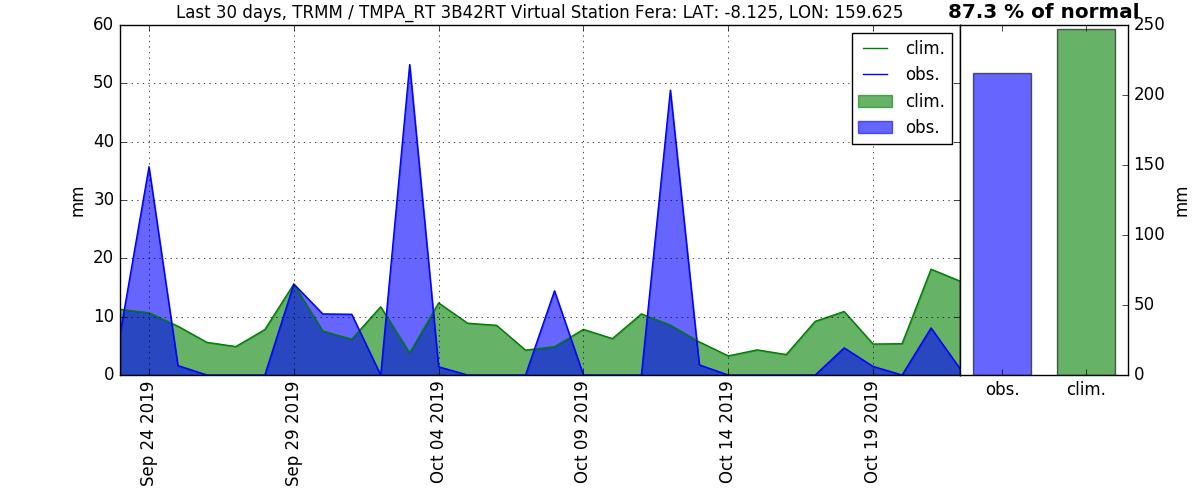 Last 30 days, TRMM / TMPA_RT 3B42RT Virtual Station Fera: LAT: -8.125, LON: 159.625
87.3 % of normal
mm
60
50
40
30
20
10
0
clim.
obs.
clim.
obs.
Sep 24 2019
Sep 29 2019
Oct 04 2019
Oct 09 2019
Oct 14 2019
Oct 19 2019
250
200
150
100
50
0
mm
obs.
clim.